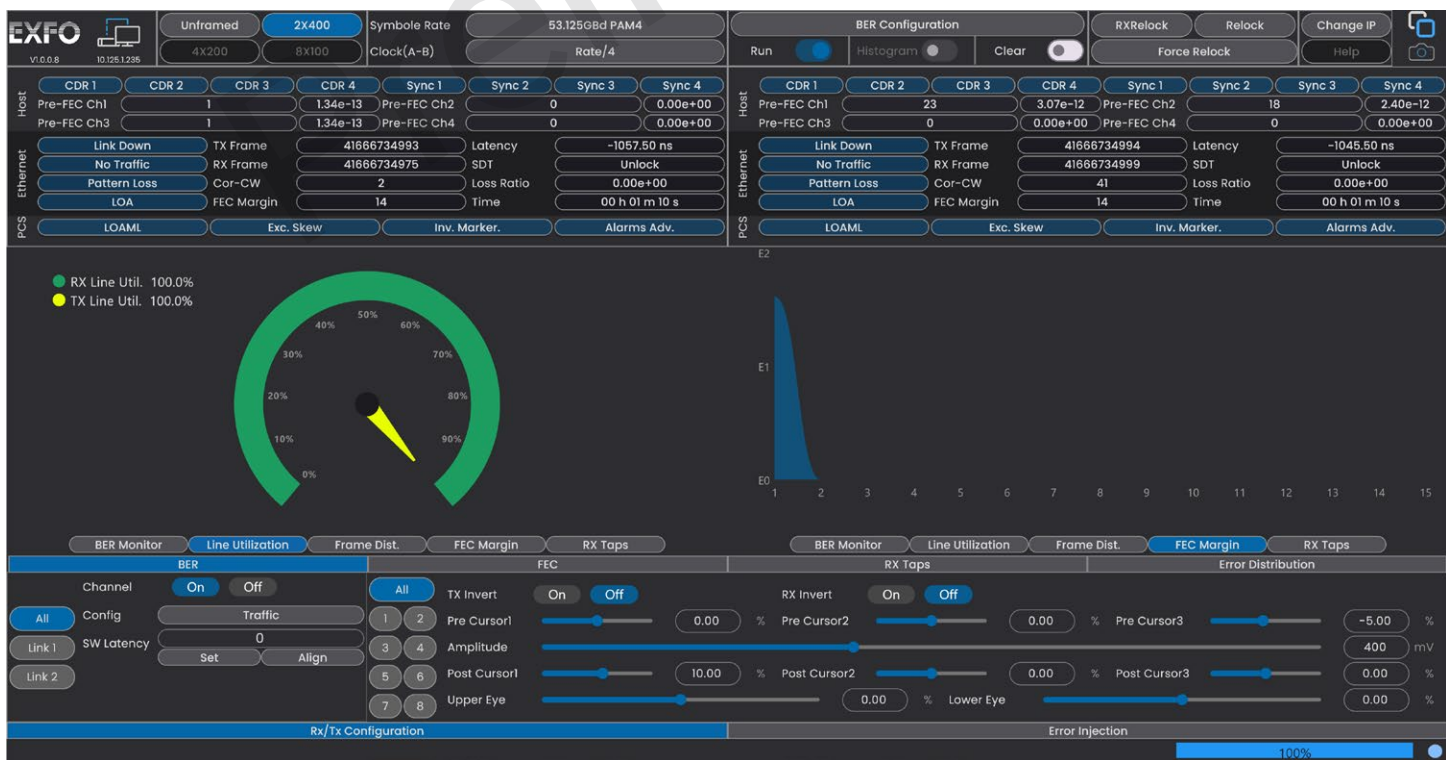 EXFO Unframed 2X400 Symbole Rate 53.125GBd PAM4 BER Configuration RXRelock Relock Change IP
V1.0.0.8 10.125.1.235 4X200 8X100 Clock(A-B) Rate/4 Run Histogram Clear Force Relock Help
Host CDR 1 CDR 2 CDR 3 CDR 4 Sync 1 Sync 2 Sync 3 Sync 4
Pre-FEC Ch1 1 1.34e-13 Pre-FEC Ch2 0 0.00e+00
Pre-FEC Ch3 1 1.34e-13 Pre-FEC Ch4 0 0.00e+00
Ethernet Link Down TX Frame 41666734993 Latency -1057.50 ns
No Traffic RX Frame 41666734975 SDT Unlock
Pattern Loss Cor-CW 2 Loss Ratio 0.00e+00
LOA FEC Margin 14 Time 00 h 01 m 10 s
PCS LOAML Exc. Skew Inv. Marker. Alarms Adv.
Host CDR 1 CDR 2 CDR 3 CDR 4 Sync 1 Sync 2 Sync 3 Sync 4
Pre-FEC Ch1 23 3.07e-12 Pre-FEC Ch2 18 2.40e-12
Pre-FEC Ch3 0 0.00e+00 Pre-FEC Ch4 0 0.00e+00
Ethernet Link Down TX Frame 41666734994 Latency -1045.50 ns
No Traffic RX Frame 41666734999 SDT Unlock
Pattern Loss Cor-CW 41 Loss Ratio 0.00e+00
LOA FEC Margin 14 Time 00 h 01 m 10 s
PCS LOAML Exc. Skew Inv. Marker. Alarms Adv.
RX Line Util. 100.0%
TX Line Util. 100.0%
0%
10%
20%
30%
40%
50%
60%
70%
80%
90%
BER Monitor Line Utilization Frame Dist. FEC Margin RX Taps
E2
E1
E0
1 2 3 4 5 6 7 8 9 10 11 12 13 14 15
BER Monitor Line Utilization Frame Dist. FEC Margin RX Taps
BER FEC RX Taps Error Distribution
Channel On Off
All Config Traffic
Link 1 SW Latency 0
Set Align
Link 2
All TX Invert On Off RX Invert On Off
1 2 Pre Cursor1 0.00 % Pre Cursor2 0.00 % Pre Cursor3 -5.00 %
3 4 Amplitude 400 mV
5 6 Post Cursor1 10.00 % Post Cursor2 0.00 % Post Cursor3 0.00 %
7 8 Upper Eye 0.00 % Lower Eye 0.00 %
Rx/Tx Configuration Error Injection
100%